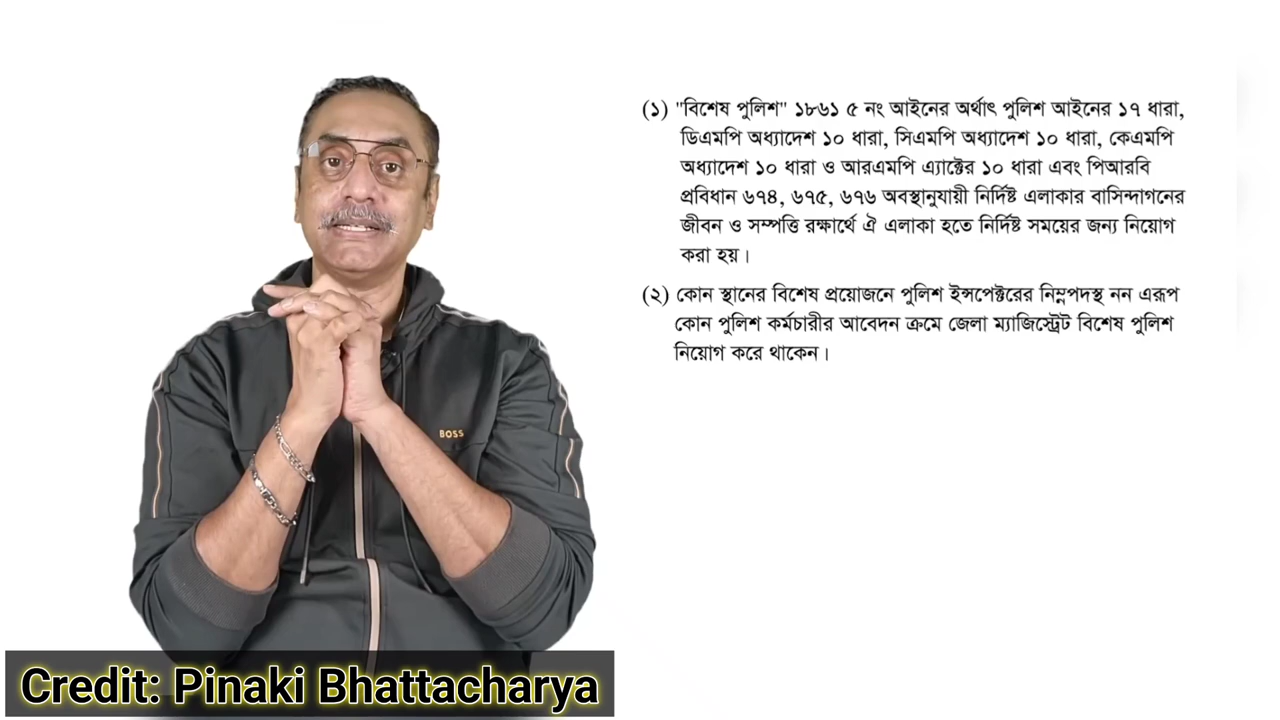 (১) "বিশেষ পুলিশ" ১৮৬১ ৫ নং আইনের অর্থাৎ পুলিশ আইনের ১৭ ধারা,
ডিএমপি অধ্যাদেশ ১০ ধারা, সিএমপি অধ্যাদেশ ১০ ধারা, কেএমপি
অধ্যাদেশ ১০ ধারা ও আরএমপি এ্যাক্টের ১০ ধারা এবং পিআরবি
প্রবিধান ৬৭৪, ৬৭৫, ৬৭৬ অবস্থানুযায়ী নির্দিষ্ট এলাকার বাসিন্দাগনের
জীবন ও সম্পত্তি রক্ষার্থে ঐ এলাকা হতে নির্দিষ্ট সময়ের জন্য নিয়োগ
করা হয়।
(২) কোন স্থানের বিশেষ প্রয়োজনে পুলিশ ইন্সপেক্টরের নিম্নপদস্থ নন এরূপ
কোন পুলিশ কর্মচারীর আবেদন ক্রমে জেলা ম্যাজিস্ট্রেট বিশেষ পুলিশ
নিয়োগ করে থাকেন।
BOSS
Credit: Pinaki Bhattacharya